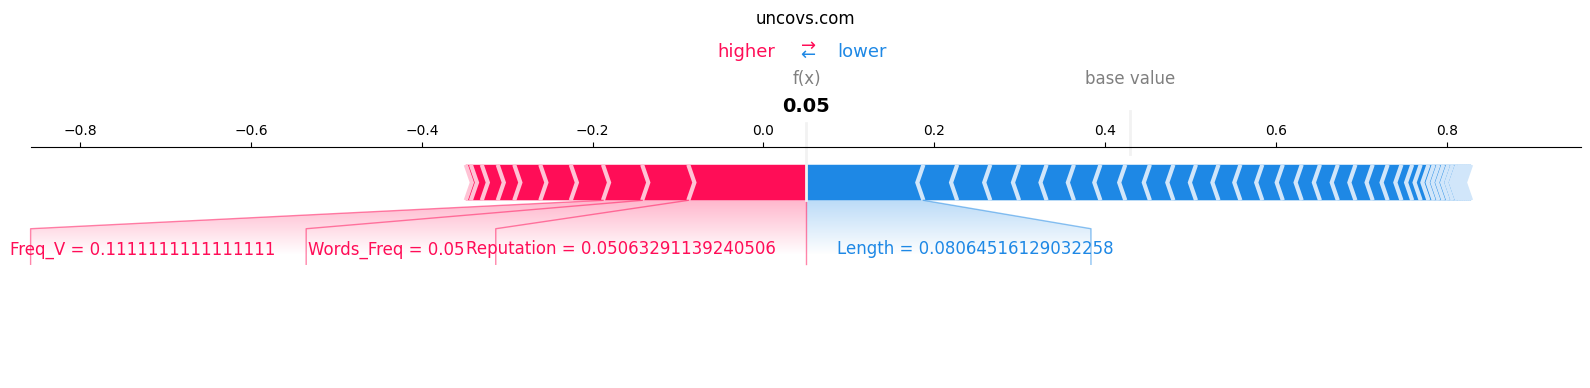 uncovs.com
higher ⇄ lower
f(x) base value
0.05
−0.8 −0.6 −0.4 −0.2 0.0 0.2 0.4 0.6 0.8
Freq_V = 0.1111111111111111 Words_Freq = 0.05 Reputation = 0.05063291139240506 Length = 0.08064516129032258